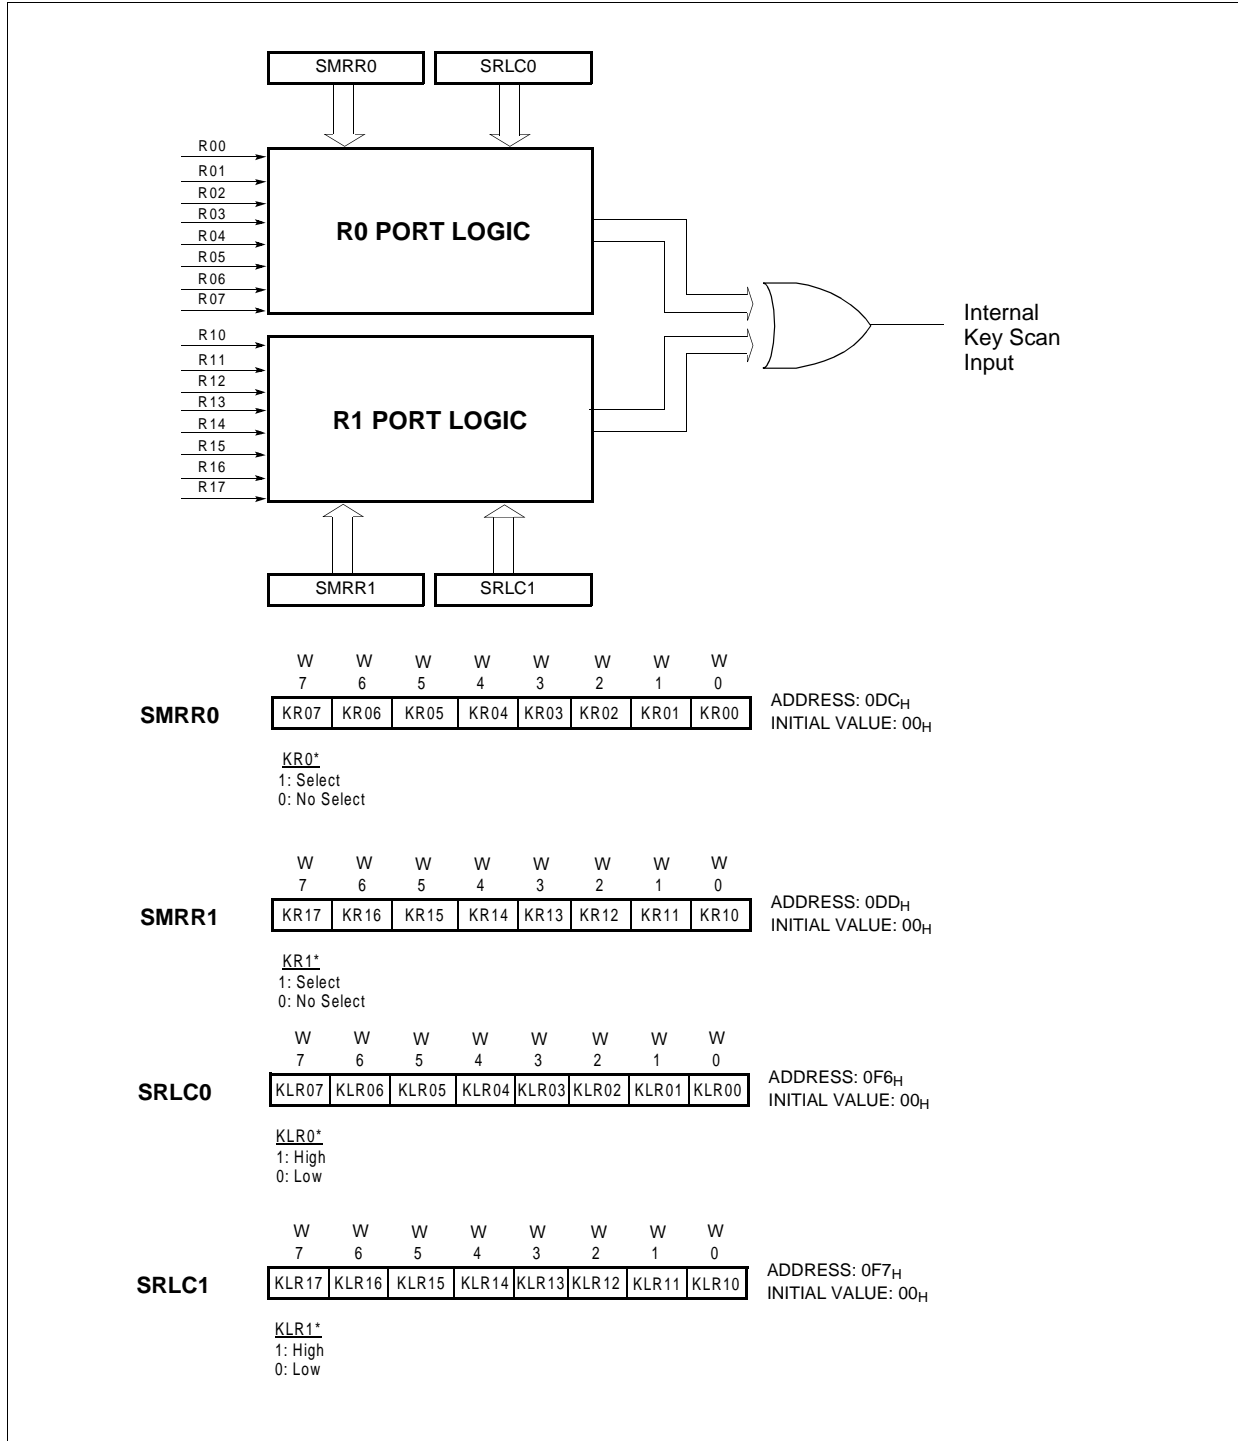 SMRR0 SRLC0
R00
R01
R02
R03
R04
R05
R06
R07
R0 PORT LOGIC
R10
R11
R12
R13
R14
R15
R16
R17
R1 PORT LOGIC
Internal
Key Scan
Input
SMRR1 SRLC1
W W W W W W W W
7 6 5 4 3 2 1 0
SMRR0 KR07 KR06 KR05 KR04 KR03 KR02 KR01 KR00
ADDRESS: 0DCH
INITIAL VALUE: 00H
KR0*
1: Select
0: No Select
W W W W W W W W
7 6 5 4 3 2 1 0
SMRR1 KR17 KR16 KR15 KR14 KR13 KR12 KR11 KR10
ADDRESS: 0DDH
INITIAL VALUE: 00H
KR1*
1: Select
0: No Select
W W W W W W W W
7 6 5 4 3 2 1 0
SRLC0 KLR07 KLR06 KLR05 KLR04 KLR03 KLR02 KLR01 KLR00
ADDRESS: 0F6H
INITIAL VALUE: 00H
KLR0*
1: High
0: Low
W W W W W W W W
7 6 5 4 3 2 1 0
SRLC1 KLR17 KLR16 KLR15 KLR14 KLR13 KLR12 KLR11 KLR10
ADDRESS: 0F7H
INITIAL VALUE: 00H
KLR1*
1: High
0: Low